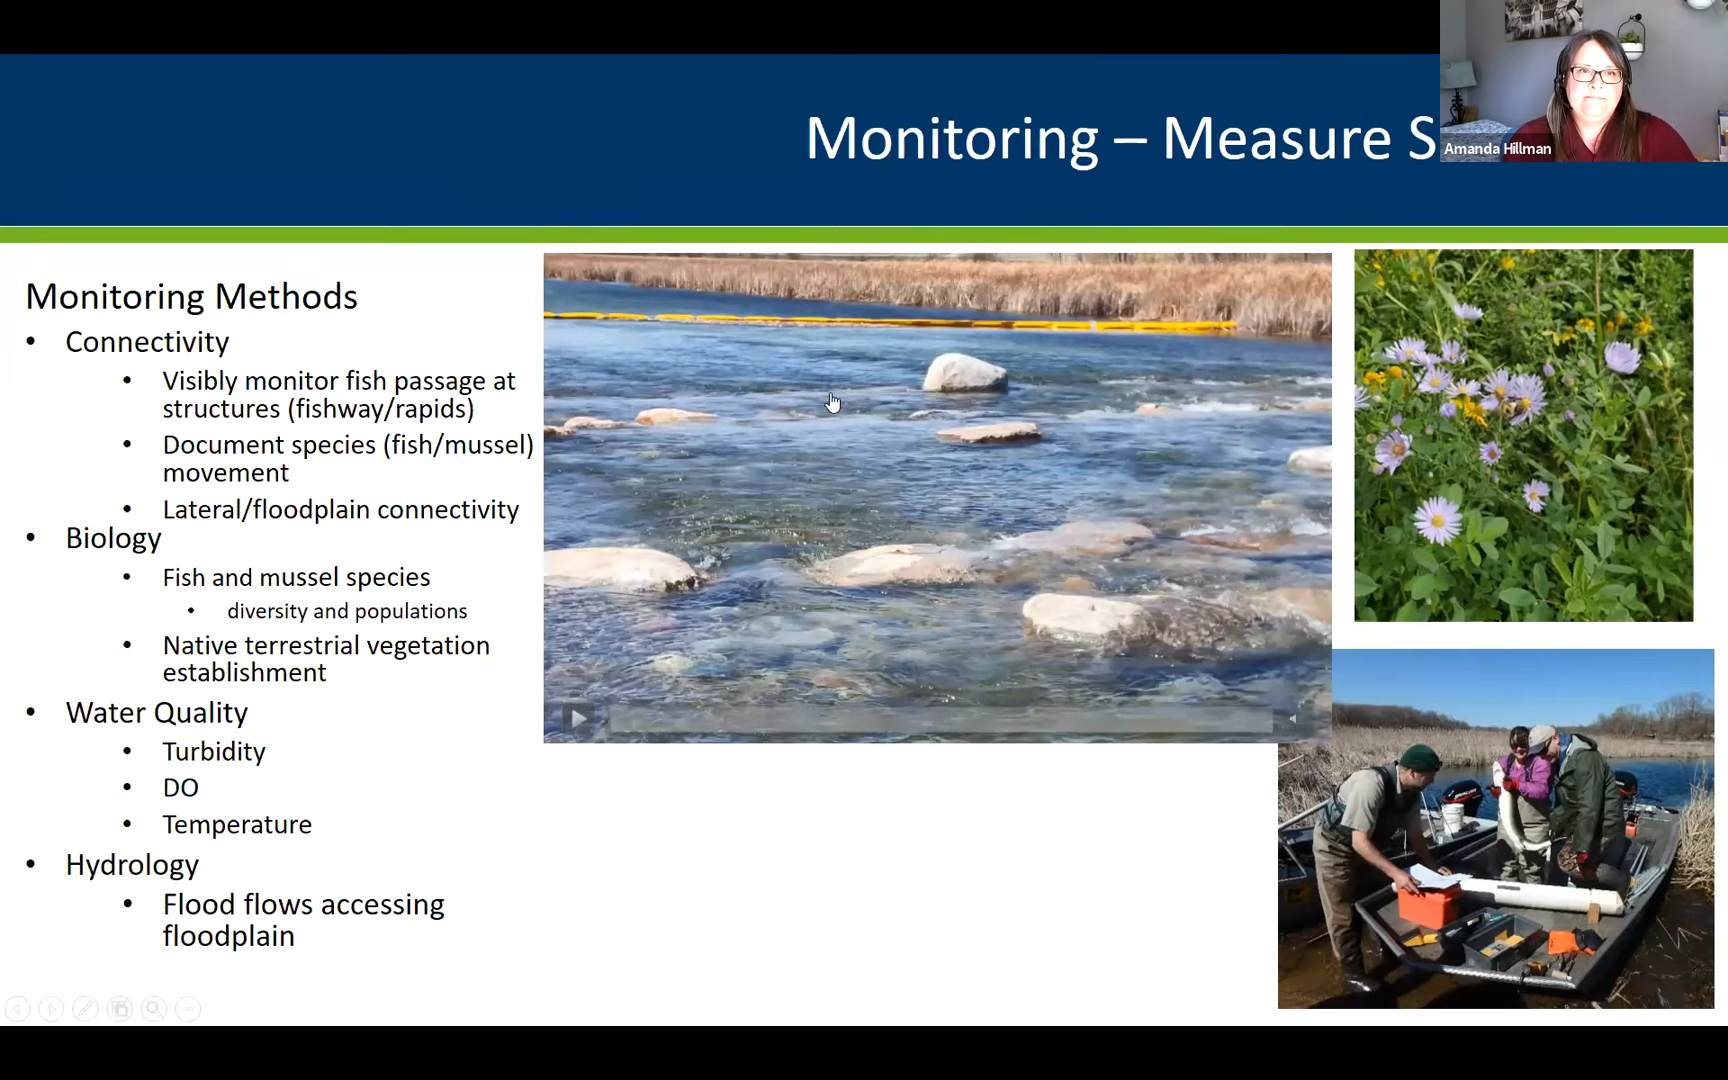 Monitoring – Measure S
Amanda Hillman
Monitoring Methods
• Connectivity
• Visibly monitor fish passage at
structures (fishway/rapids)
• Document species (fish/mussel)
movement
• Lateral/floodplain connectivity
• Biology
• Fish and mussel species
• diversity and populations
• Native terrestrial vegetation
establishment
• Water Quality
• Turbidity
• DO
• Temperature
• Hydrology
• Flood flows accessing
floodplain